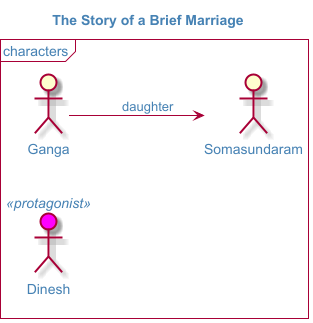 The Story of a Brief Marriage
characters
daughter
Ganga
Somasundaram
«protagonist»
Dinesh